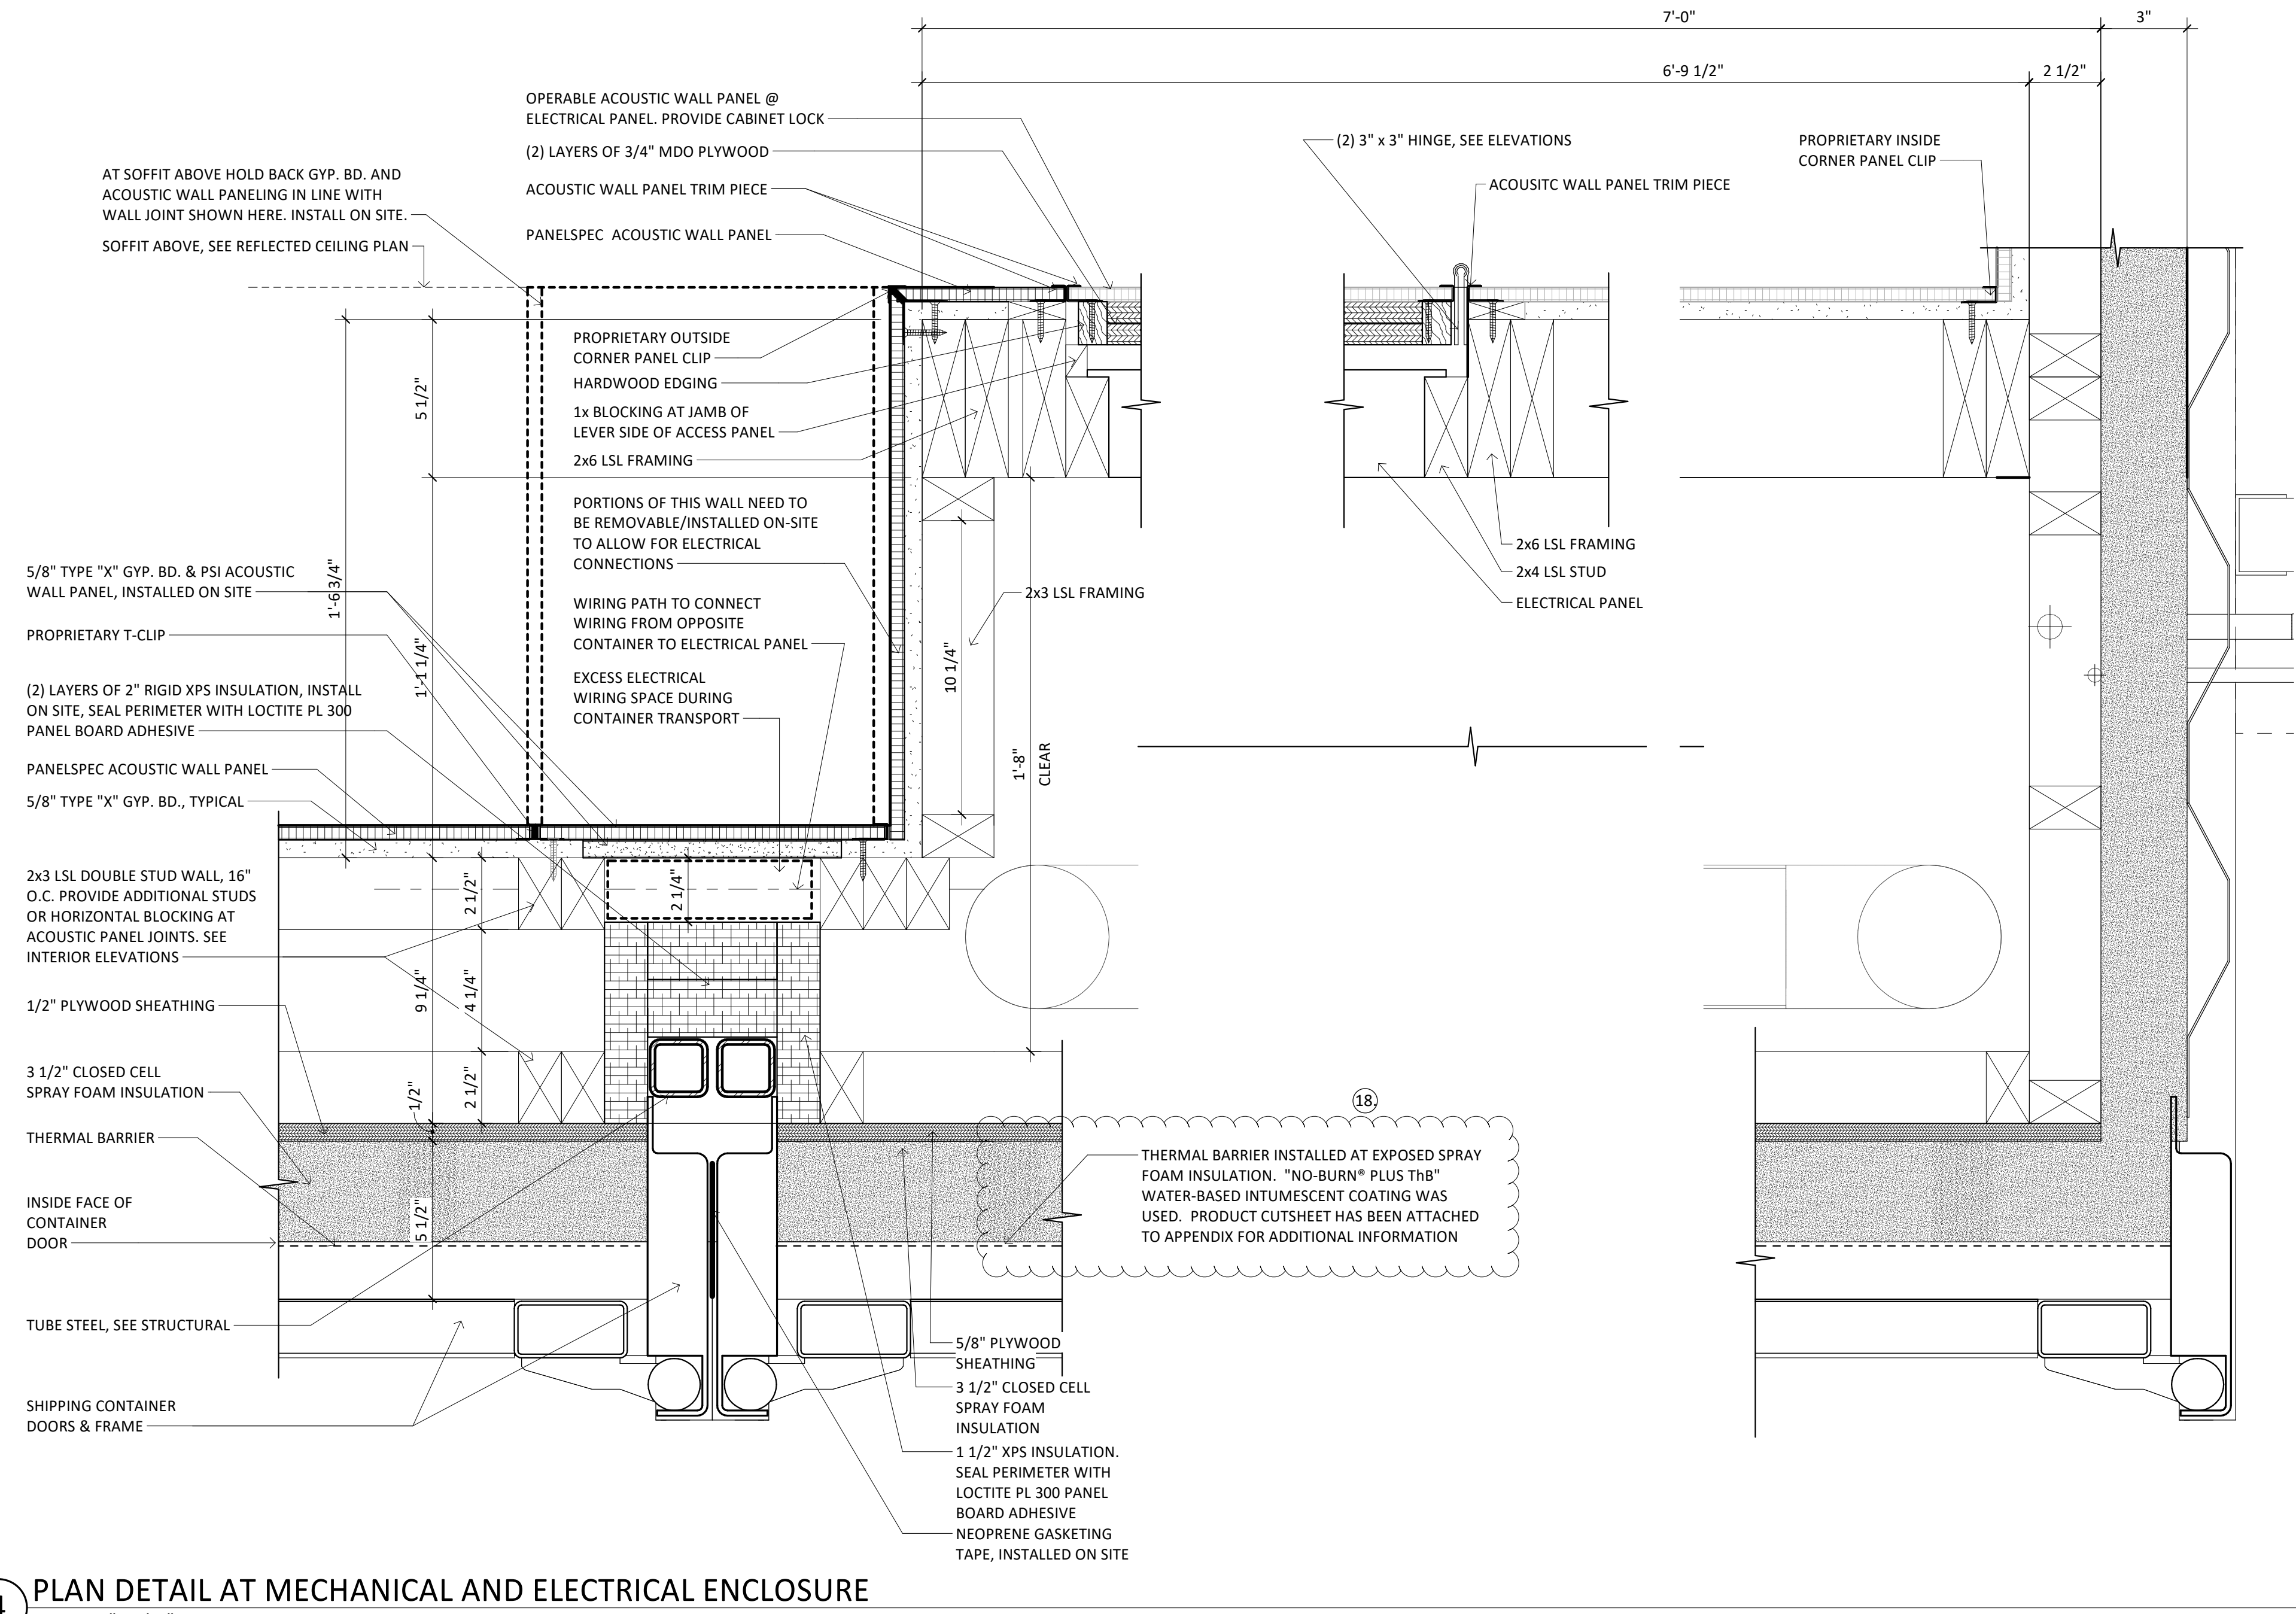 7'-0"
3"
6'-9 1/2"
2 1/2"
OPERABLE ACOUSTIC WALL PANEL @
ELECTRICAL PANEL. PROVIDE CABINET LOCK
(2) LAYERS OF 3/4" MDO PLYWOOD
ACOUSTIC WALL PANEL TRIM PIECE
PANELSPEC ACOUSTIC WALL PANEL
(2) 3" x 3" HINGE, SEE ELEVATIONS
ACOUSITC WALL PANEL TRIM PIECE
PROPRIETARY INSIDE
CORNER PANEL CLIP
AT SOFFIT ABOVE HOLD BACK GYP. BD. AND
ACOUSTIC WALL PANELING IN LINE WITH
WALL JOINT SHOWN HERE. INSTALL ON SITE.
SOFFIT ABOVE, SEE REFLECTED CEILING PLAN
PROPRIETARY OUTSIDE
CORNER PANEL CLIP
HARDWOOD EDGING
1x BLOCKING AT JAMB OF
LEVER SIDE OF ACCESS PANEL
2x6 LSL FRAMING
PORTIONS OF THIS WALL NEED TO
BE REMOVABLE/INSTALLED ON-SITE
TO ALLOW FOR ELECTRICAL
CONNECTIONS
WIRING PATH TO CONNECT
WIRING FROM OPPOSITE
CONTAINER TO ELECTRICAL PANEL
EXCESS ELECTRICAL
WIRING SPACE DURING
CONTAINER TRANSPORT
5 1/2"
1'-6 3/4"
1'-1 1/4"
10 1/4"
1'-8"
CLEAR
2x3 LSL FRAMING
2x6 LSL FRAMING
2x4 LSL STUD
ELECTRICAL PANEL
5/8" TYPE "X" GYP. BD. & PSI ACOUSTIC
WALL PANEL, INSTALLED ON SITE
PROPRIETARY T-CLIP
(2) LAYERS OF 2" RIGID XPS INSULATION, INSTALL
ON SITE, SEAL PERIMETER WITH LOCTITE PL 300
PANEL BOARD ADHESIVE
PANELSPEC ACOUSTIC WALL PANEL
5/8" TYPE "X" GYP. BD., TYPICAL
2x3 LSL DOUBLE STUD WALL, 16"
O.C. PROVIDE ADDITIONAL STUDS
OR HORIZONTAL BLOCKING AT
ACOUSTIC PANEL JOINTS. SEE
INTERIOR ELEVATIONS
1/2" PLYWOOD SHEATHING
3 1/2" CLOSED CELL
SPRAY FOAM INSULATION
THERMAL BARRIER
INSIDE FACE OF
CONTAINER
DOOR
TUBE STEEL, SEE STRUCTURAL
SHIPPING CONTAINER
DOORS & FRAME
2 1/2"
2 1/4"
9 1/4"
4 1/4"
1/2"
2 1/2"
5 1/2"
18.
THERMAL BARRIER INSTALLED AT EXPOSED SPRAY
FOAM INSULATION. "NO-BURN® PLUS ThB"
WATER-BASED INTUMESCENT COATING WAS
USED. PRODUCT CUTSHEET HAS BEEN ATTACHED
TO APPENDIX FOR ADDITIONAL INFORMATION
5/8" PLYWOOD
SHEATHING
3 1/2" CLOSED CELL
SPRAY FOAM
INSULATION
1 1/2" XPS INSULATION.
SEAL PERIMETER WITH
LOCTITE PL 300 PANEL
BOARD ADHESIVE
NEOPRENE GASKETING
TAPE, INSTALLED ON SITE
PLAN DETAIL AT MECHANICAL AND ELECTRICAL ENCLOSURE